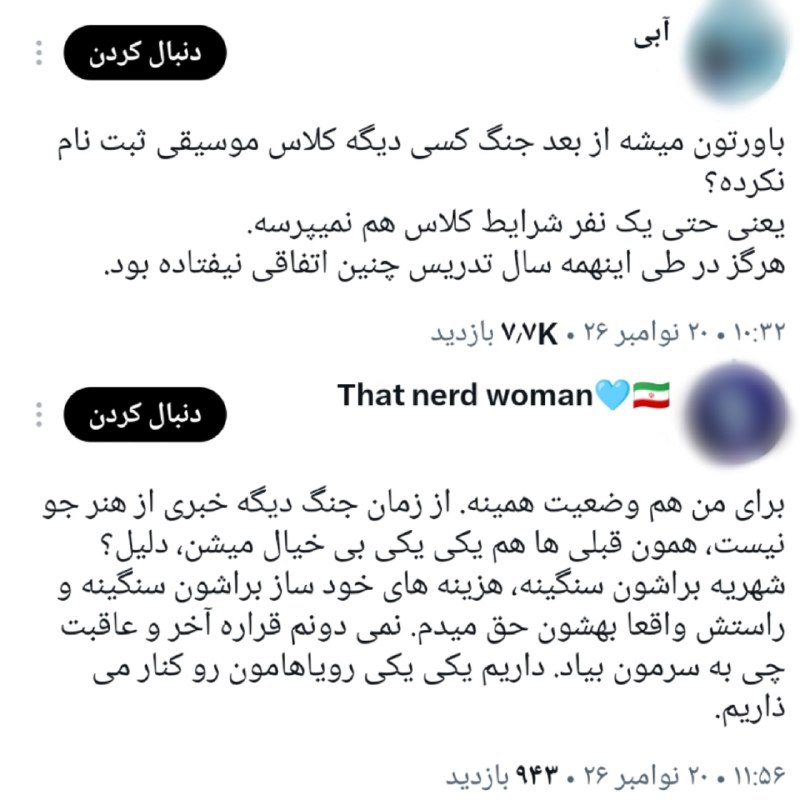 آبی
دنبال کردن
باورتون میشه از بعد جنگ کسی دیگه کلاس موسیقی ثبت نام
نکرده؟
یعنی حتی یک نفر شرایط کلاس هم نمیپرسه.
هرگز در طی اینهمه سال تدریس چنین اتفاقی نیفتاده بود.
۱۰:۳۲ • ۲۰ نوامبر ۲۶ • ۷٫۷K بازدید
That nerd woman🩵🇮🇷
دنبال کردن
برای من هم وضعیت همینه. از زمان جنگ دیگه خبری از هنر جو
نیست، همون قبلی ها هم یکی یکی بی خیال میشن، دلیل؟
شهریه براشون سنگینه، هزینه های خود ساز براشون سنگینه و
راستش واقعا بهشون حق میدم. نمی دونم قراره آخر و عاقبت
چی به سرمون بیاد. داریم یکی یکی رویاهامون رو کنار می
ذاریم.
۱۱:۵۶ • ۲۰ نوامبر ۲۶ • ۹۴۳ بازدید